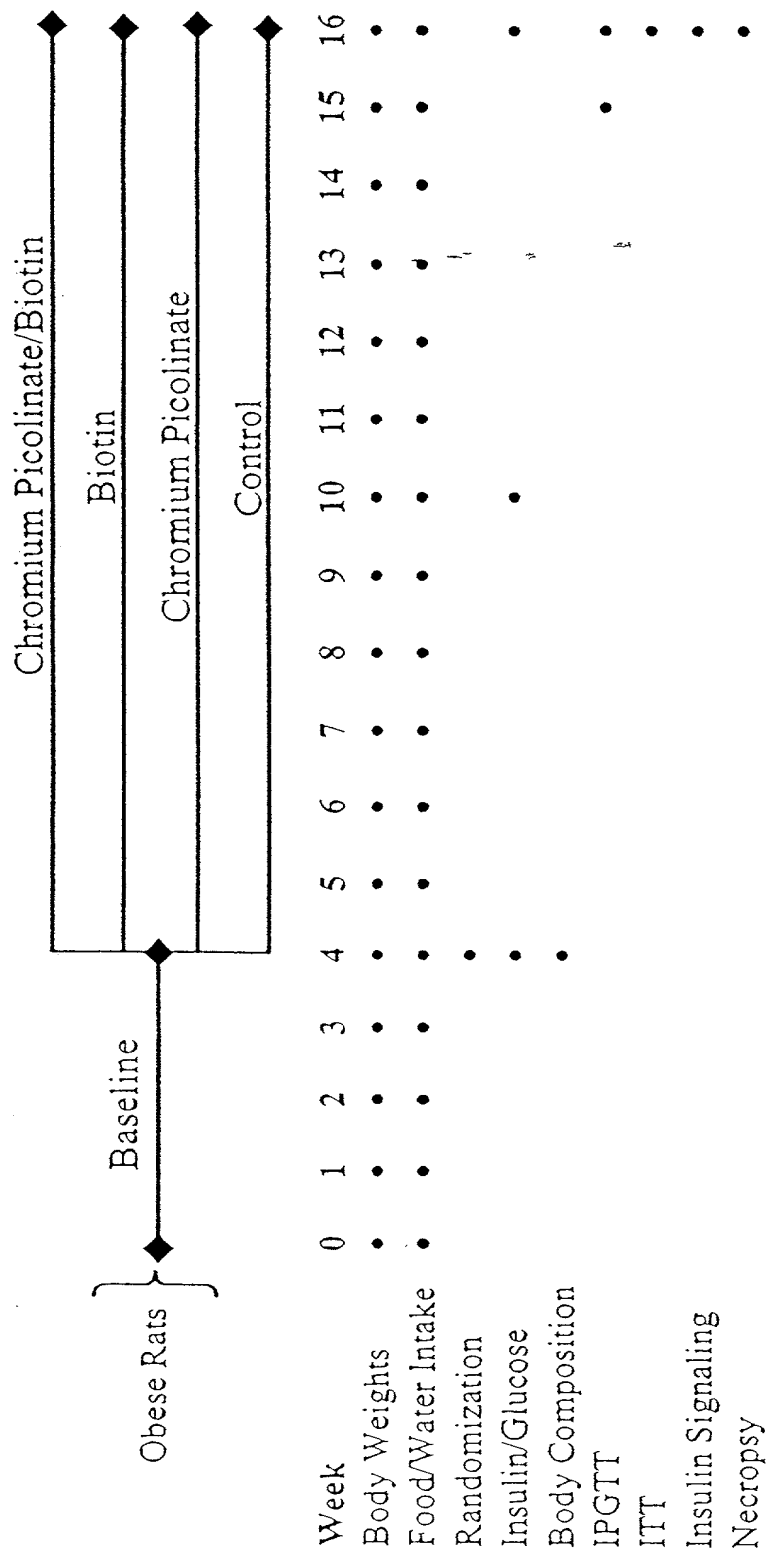 Chromium Picolinate/Biotin
Biotin
Chromium Picolinate
Control
Baseline
Obese Rats
Week 0 1 2 3 4 5 6 7 8 9 10 11 12 13 14 15 16
Body Weights
Food/Water Intake
Randomization
Insulin/Glucose
Body Composition
IPGTT
ITT
Insulin Signaling
Necropsy